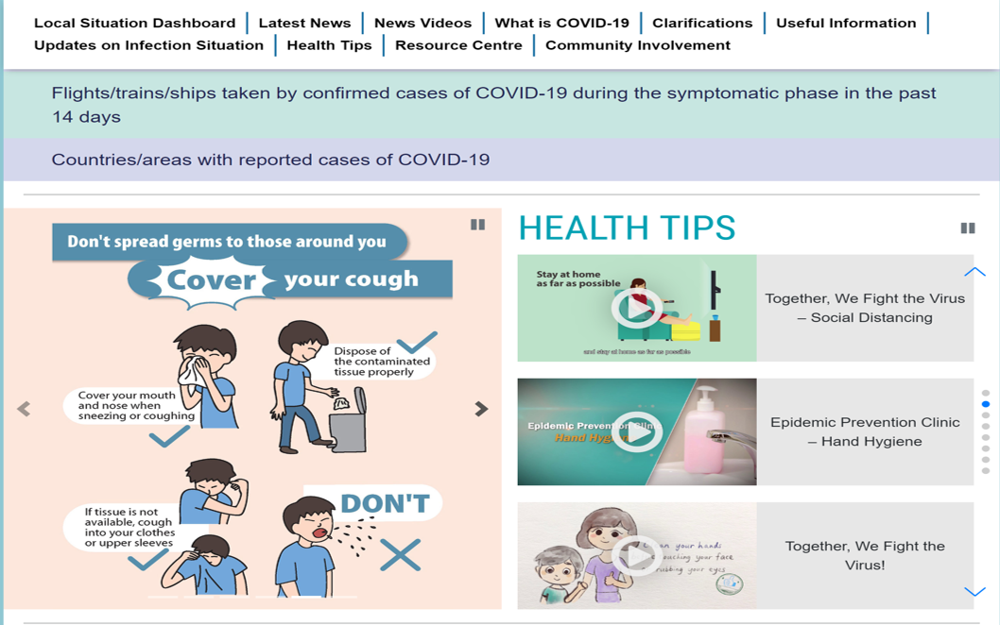 Local Situation Dashboard
Latest News
News Videos
What is COVID-19
Clarifications
Useful Information
Updates on Infection Situation
Health Tips
Resource Centre
Community Involvement
Flights/trains/ships taken by confirmed cases of COVID-19 during the symptomatic phase in the past
14 days
Countries/areas with reported cases of COVID-19
Don't spread germs to those around you
Cover your cough
Cover your mouth
and nose when
sneezing or coughing
Dispose of
the contaminated
tissue properly
If tissue is not
available, cough
into your clothes
or upper sleeves
DON'T
HEALTH TIPS
Stay at home
as far as possible
and stay at home as far as possible
Together, We Fight the Virus
– Social Distancing
Epidemic Prevention
Hand
Epidemic Prevention Clinic
– Hand Hygiene
your hands
your face
rubbing your eyes
Together, We Fight the
Virus!